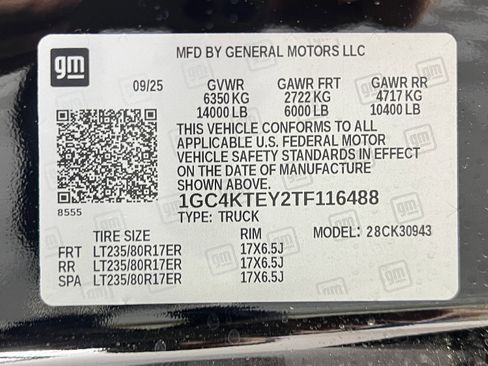 gm
MFD BY GENERAL MOTORS LLC
09/25 GVWR GAWR FRT GAWR RR
6350 KG 2722 KG 4717 KG
14000 LB 6000 LB 10400 LB
THIS VEHICLE CONFORMS TO ALL
APPLICABLE U.S. FEDERAL MOTOR
VEHICLE SAFETY STANDARDS IN EFFECT
ON THE DATE OF MANUFACTURE
SHOWN ABOVE.
8555
1GC4KTEY2TF116488
TYPE: TRUCK
MODEL: 28CK30943
TIRE SIZE RIM
FRT LT235/80R17ER 17X6.5J
RR LT235/80R17ER 17X6.5J
SPA LT235/80R17ER 17X6.5J